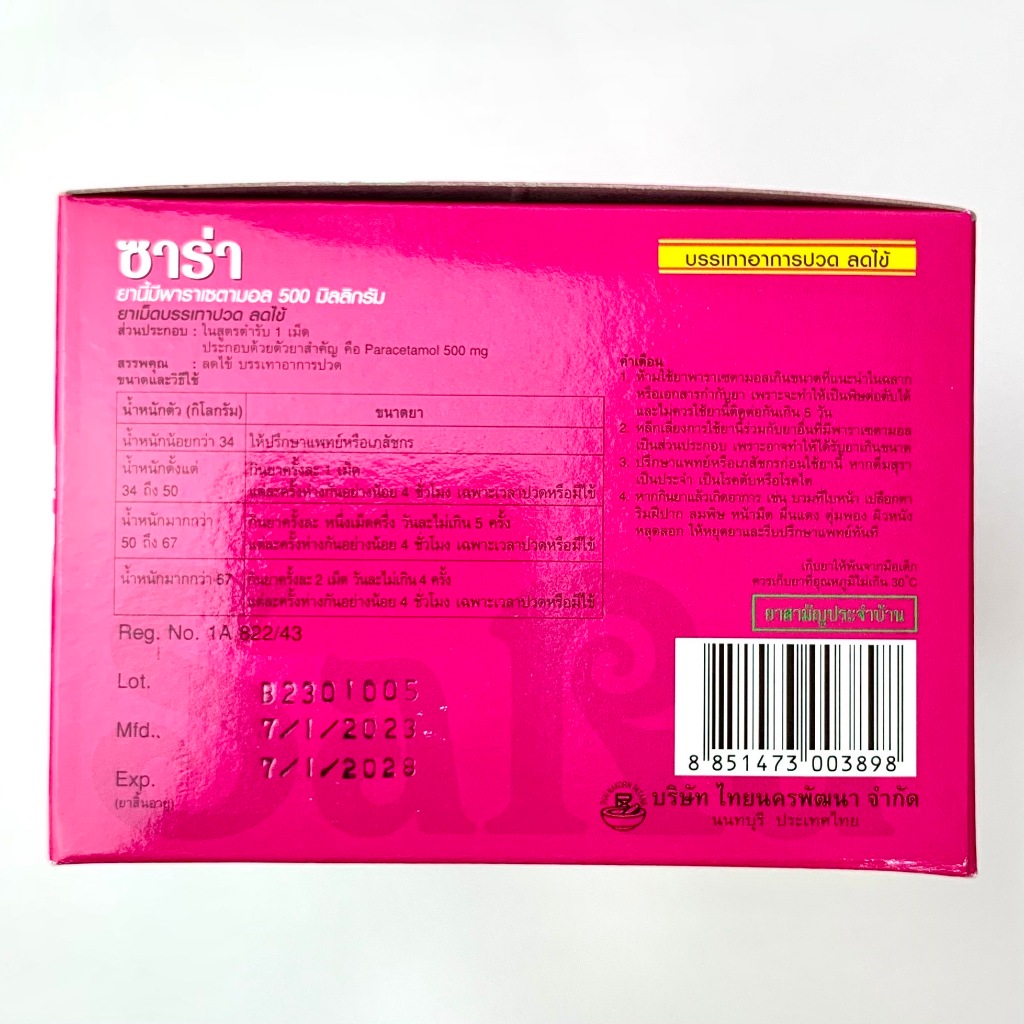 ซาร่า
ยานี้มีพาราเซตามอล 500 มิลลิกรัม
ยาเม็ดบรรเทาปวด ลดไข้
ส่วนประกอบ : ในสูตรตำรับ 1 เม็ด
ประกอบด้วยตัวยาสำคัญ คือ Paracetamol 500 mg
สรรพคุณ : ลดไข้ บรรเทาอาการปวด
ขนาดและวิธีใช้
น้ำหนักตัว (กิโลกรัม) ขนาดยา
น้ำหนักน้อยกว่า 34 ให้ปรึกษาแพทย์หรือเภสัชกร
น้ำหนักตั้งแต่ กินยาครั้งละ 1 เม็ด
34 ถึง 50 แต่ละครั้งห่างกันอย่างน้อย 4 ชั่วโมง เฉพาะเวลาปวดหรือมีไข้
น้ำหนักมากกว่า กินยาครั้งละ หนึ่งเม็ดครึ่ง วันละไม่เกิน 5 ครั้ง
50 ถึง 67 แต่ละครั้งห่างกันอย่างน้อย 4 ชั่วโมง เฉพาะเวลาปวดหรือมีไข้
น้ำหนักมากกว่า 67 กินยาครั้งละ 2 เม็ด วันละไม่เกิน 4 ครั้ง
แต่ละครั้งห่างกันอย่างน้อย 4 ชั่วโมง เฉพาะเวลาปวดหรือมีไข้
Reg. No. 1A 822/43
Lot. B2301005
Mfd.. 7/1/2023
Exp. 7/1/2028
(ยาสิ้นอายุ)
บรรเทาอาการปวด ลดไข้
คำเตือน
1. ห้ามใช้ยาพาราเซตามอลเกินขนาดที่แนะนำในฉลาก
หรือเอกสารกำกับยา เพราะจะทำให้เป็นพิษต่อตับได้
และไม่ควรใช้ยานี้ติดต่อกันเกิน 5 วัน
2. หลีกเลี่ยงการใช้ยานี้ร่วมกับยาอื่นที่มีพาราเซตามอล
เป็นส่วนประกอบ เพราะอาจทำให้ได้รับยาเกินขนาด
3. ปรึกษาแพทย์หรือเภสัชกรก่อนใช้ยานี้ หากดื่มสุรา
เป็นประจำ เป็นโรคตับหรือโรคไต
4. หากกินยาแล้วเกิดอาการ เช่น บวมที่ใบหน้า เปลือกตา
ริมฝีปาก ลมพิษ หน้ามืด ผื่นแดง ตุ่มพอง ผิวหนัง
หลุดลอก ให้หยุดยาและรีบปรึกษาแพทย์ทันที
เก็บยาให้พ้นจากมือเด็ก
ควรเก็บยาที่อุณหภูมิไม่เกิน 30°C
ยาสามัญประจำบ้าน
8 851473 003898
บริษัท ไทยนครพัฒนา จำกัด
นนทบุรี ประเทศไทย
SaRa